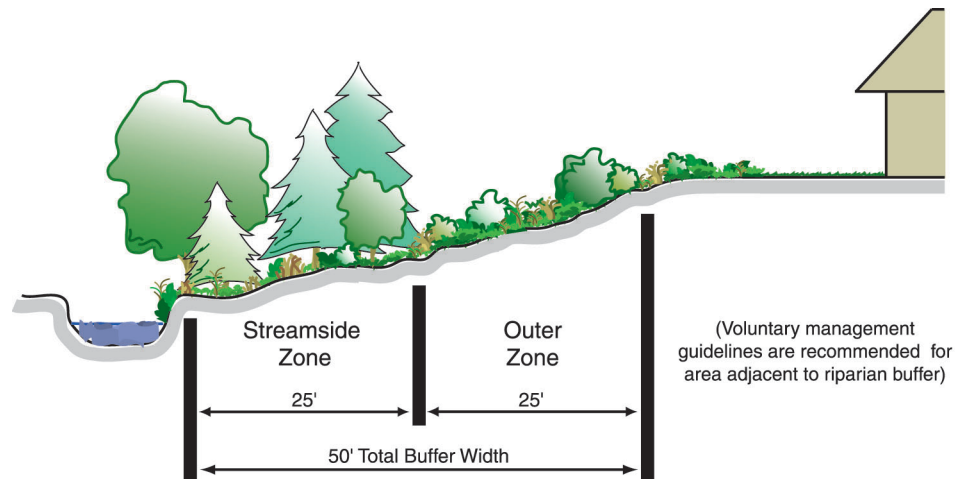 Streamside
Zone
Outer
Zone
(Voluntary management
guidelines are recommended for
area adjacent to riparian buffer)
25'
25'
50' Total Buffer Width